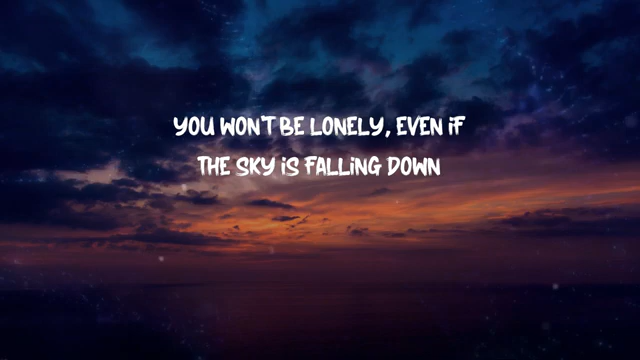 YOU WON'T BE LONELY, EVEN iF
THE SKY iS FALLiNG DOWN